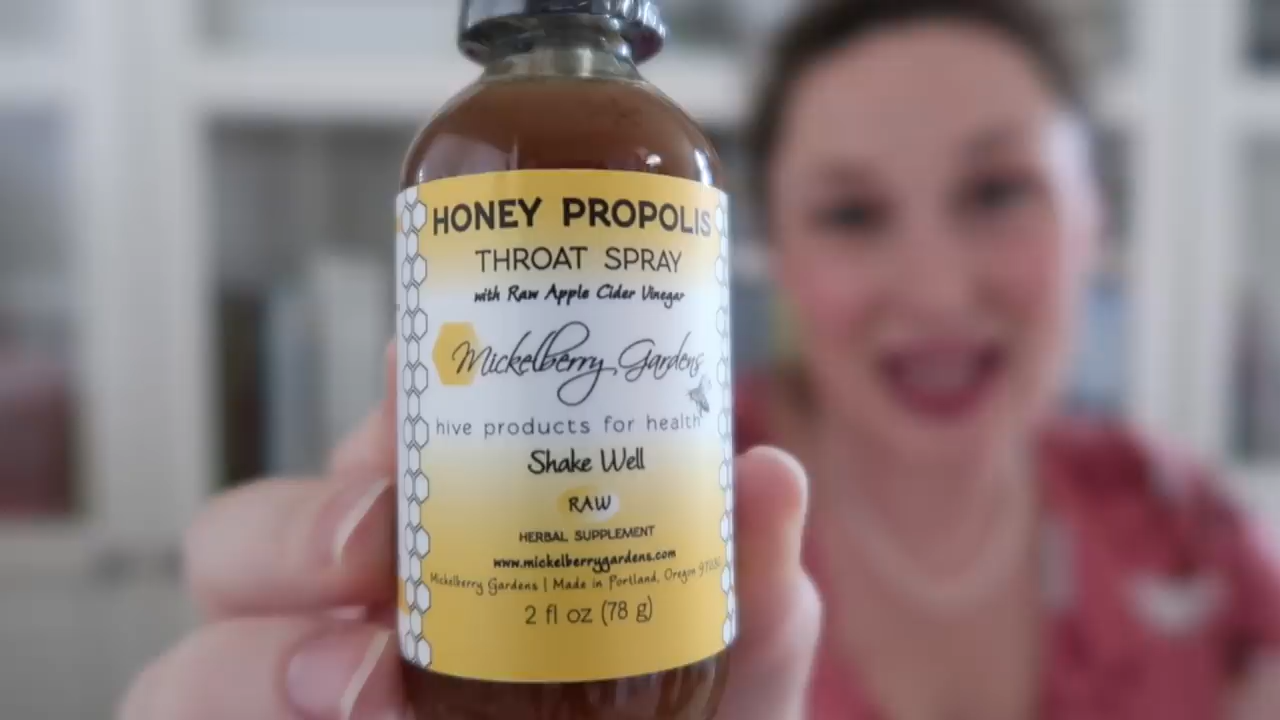 HONEY PROPOLIS
THROAT SPRAY
with Raw Apple Cider Vinegar
Mickelberry Gardens
hive products for health
Shake Well
RAW
HERBAL SUPPLEMENT
www.mickelberrygardens.com
Mickelberry Gardens | Made in Portland, Oregon
2 fl oz (78 g)